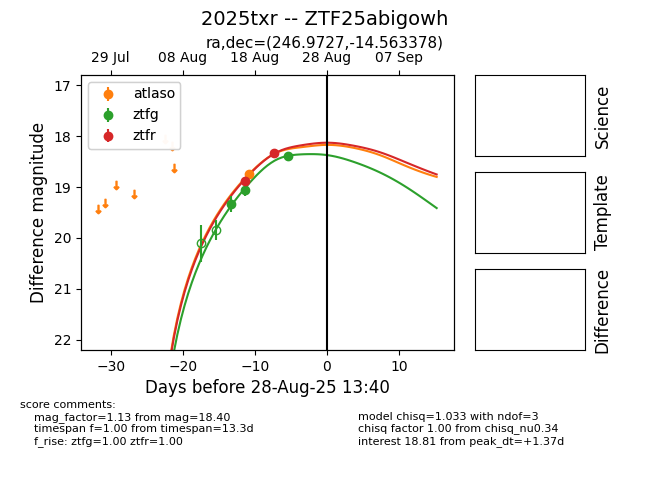 2025txr -- ZTF25abigowh
ra,dec=(246.9727,-14.563378)
29 Jul 08 Aug 18 Aug 28 Aug 07 Sep
atlaso
ztfg
ztfr
17
18
19
20
21
22
Difference magnitude
−30 −20 −10 0 10
Days before 28-Aug-25 13:40
Science
Template
Difference
score comments:
mag_factor=1.13 from mag=18.40
timespan f=1.00 from timespan=13.3d
f_rise: ztfg=1.00 ztfr=1.00
model chisq=1.033 with ndof=3
chisq factor 1.00 from chisq_nu0.34
interest 18.81 from peak_dt=+1.37d